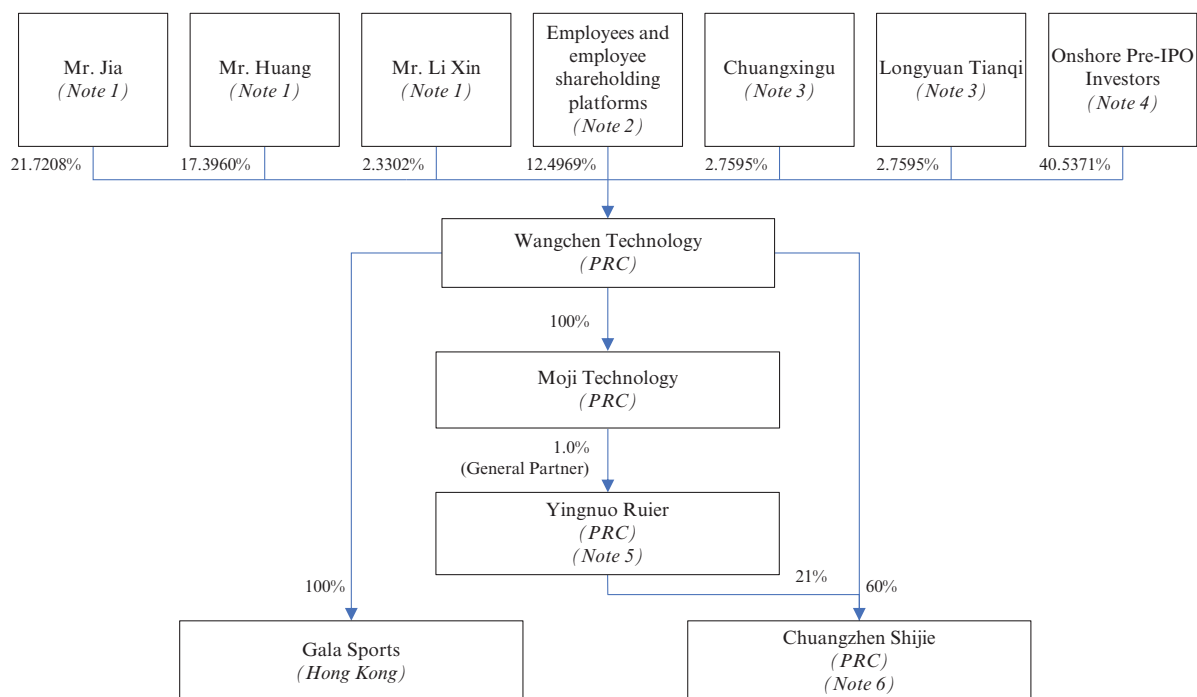 Mr. Jia
(Note 1)
Mr. Huang
(Note 1)
Mr. Li Xin
(Note 1)
Employees and
employee
shareholding
platforms
(Note 2)
Chuangxingu
(Note 3)
Longyuan Tianqi
(Note 3)
Onshore Pre-IPO
Investors
(Note 4)
21.7208%
17.3960%
2.3302%
12.4969%
2.7595%
2.7595%
40.5371%
Wangchen Technology
(PRC)
100%
Moji Technology
(PRC)
1.0%
(General Partner)
Yingnuo Ruier
(PRC)
(Note 5)
100%
21%
60%
Gala Sports
(Hong Kong)
Chuangzhen Shijie
(PRC)
(Note 6)